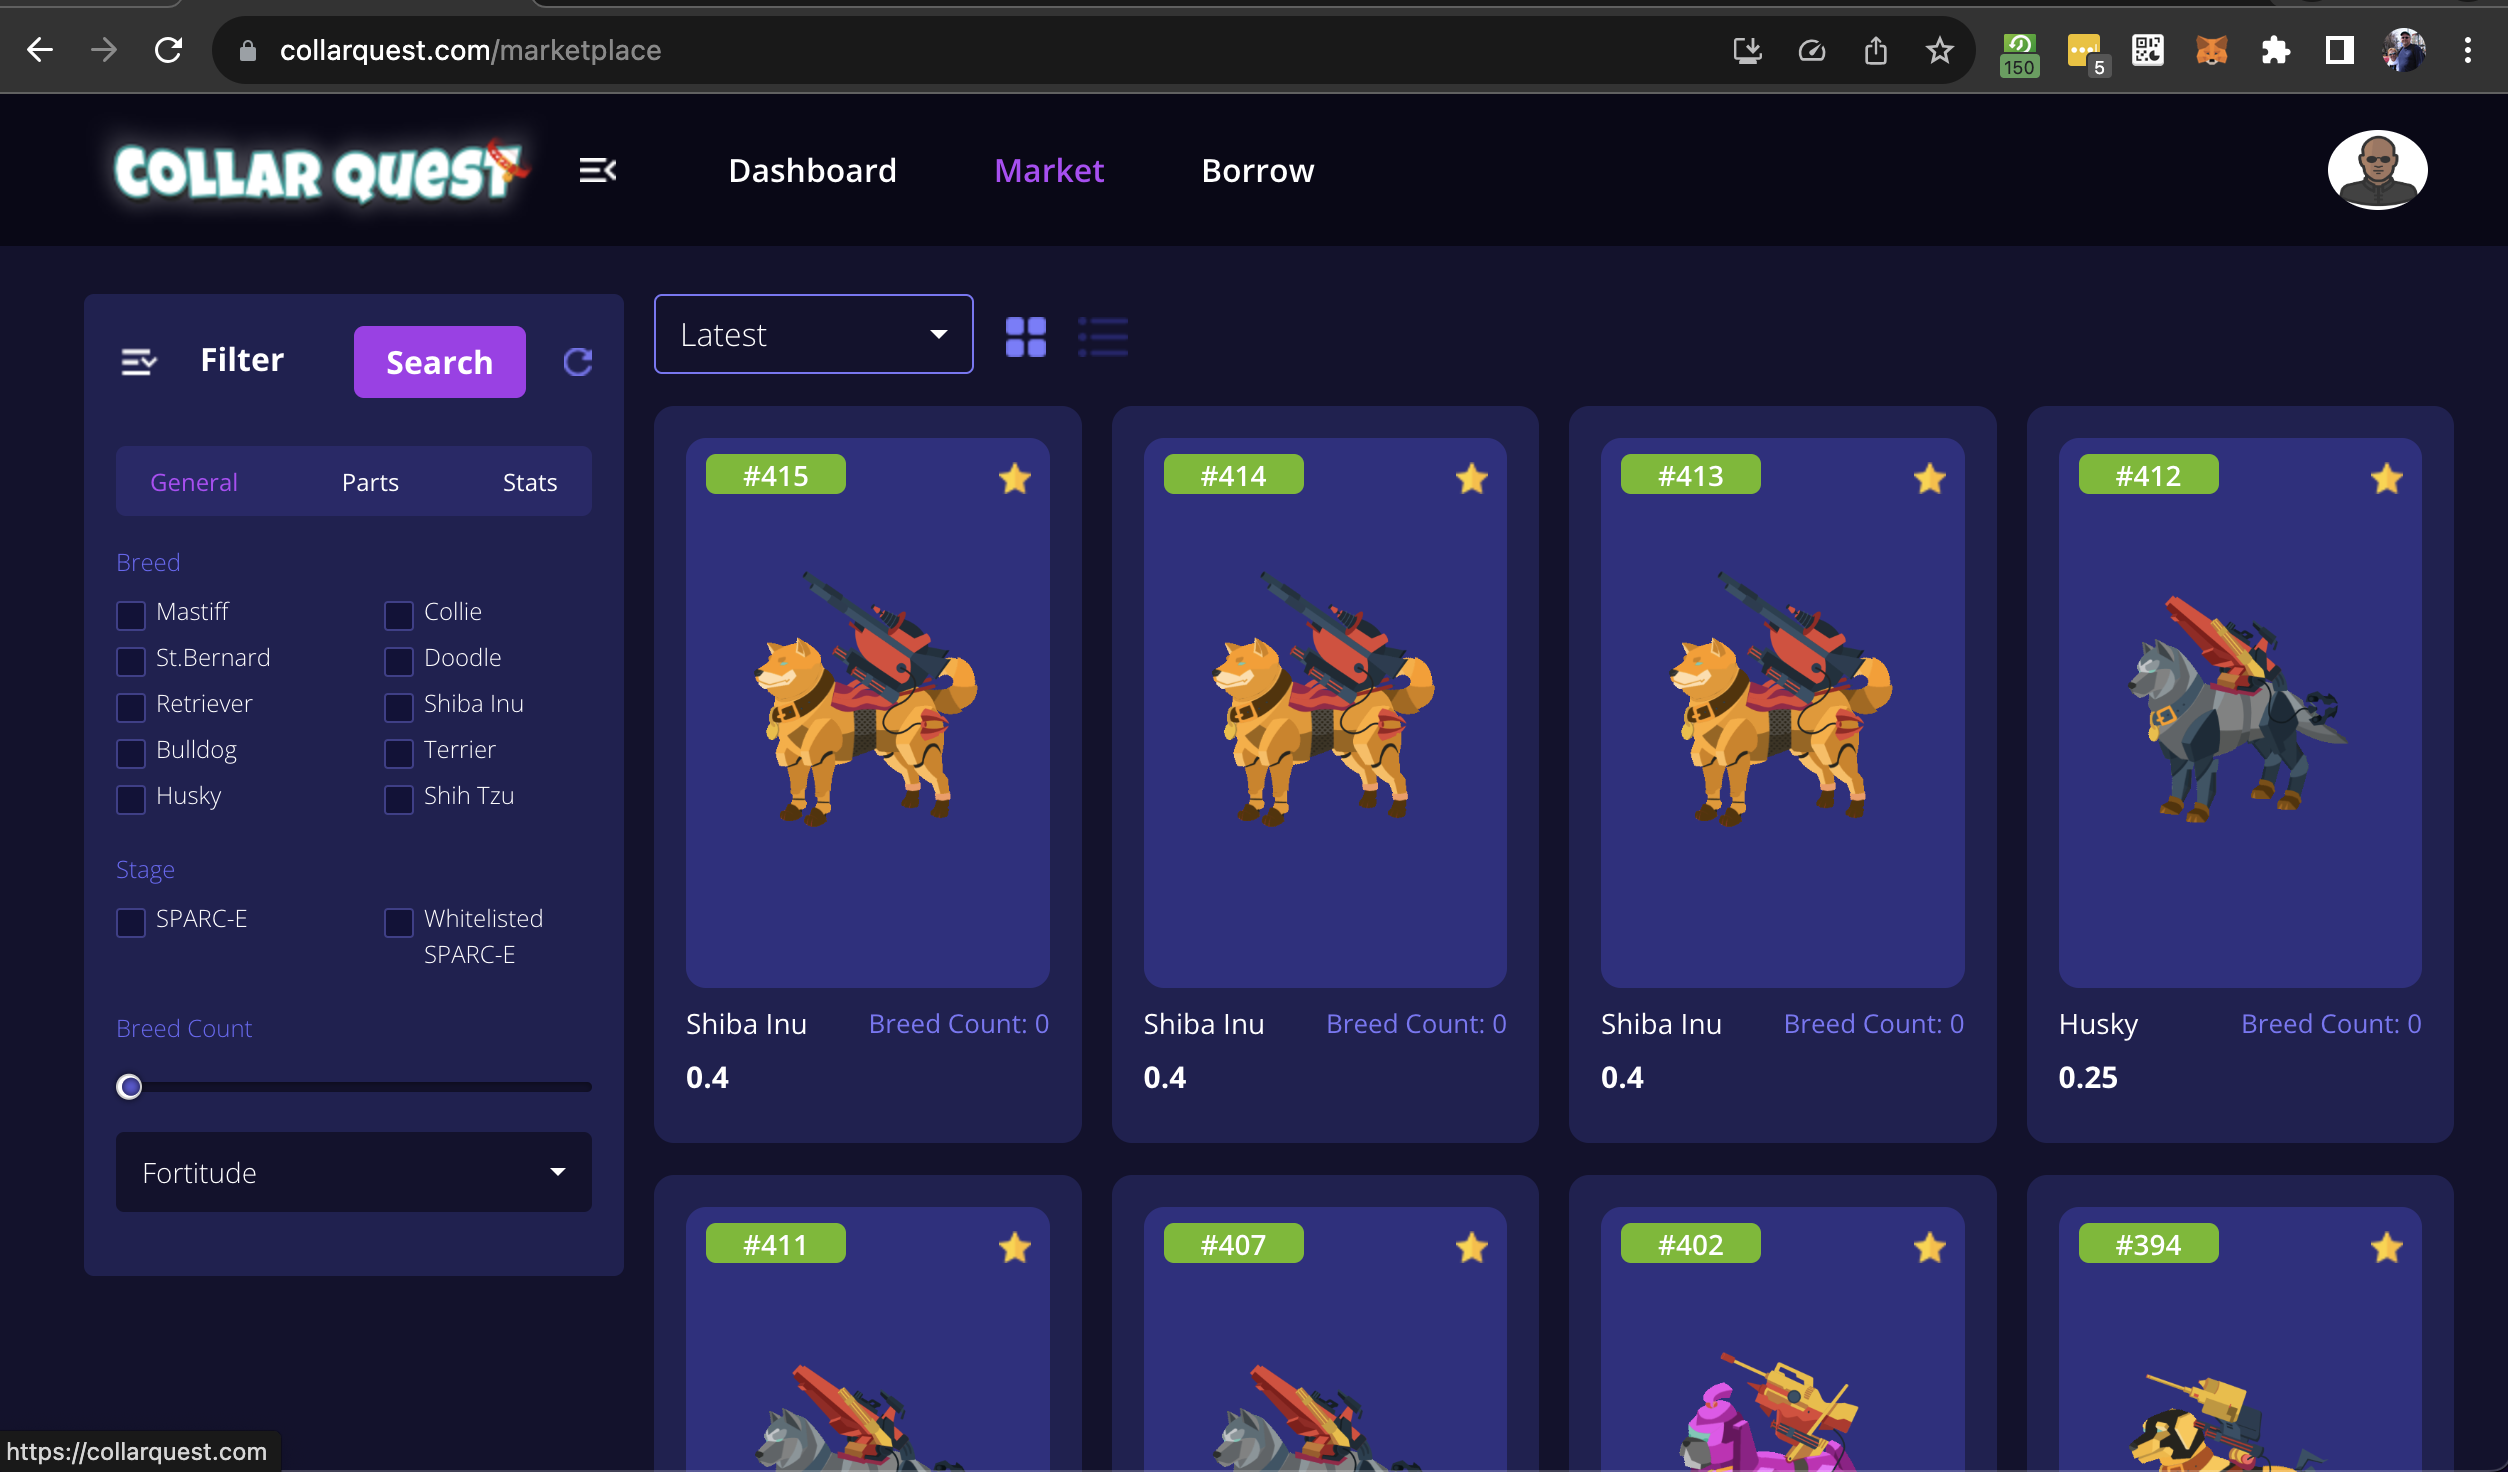 collarquest.com/marketplace
150
5
COLLAR QUEST
Dashboard
Market
Borrow
Filter
Search
Latest
General
Parts
Stats
Breed
Mastiff
Collie
St.Bernard
Doodle
Retriever
Shiba Inu
Bulldog
Terrier
Husky
Shih Tzu
Stage
SPARC-E
Whitelisted
SPARC-E
Breed Count
Fortitude
#415
#414
#413
#412
Shiba Inu
Breed Count: 0
0.4
Shiba Inu
Breed Count: 0
0.4
Shiba Inu
Breed Count: 0
0.4
Husky
Breed Count: 0
0.25
#411
#407
#402
#394
https://collarquest.com